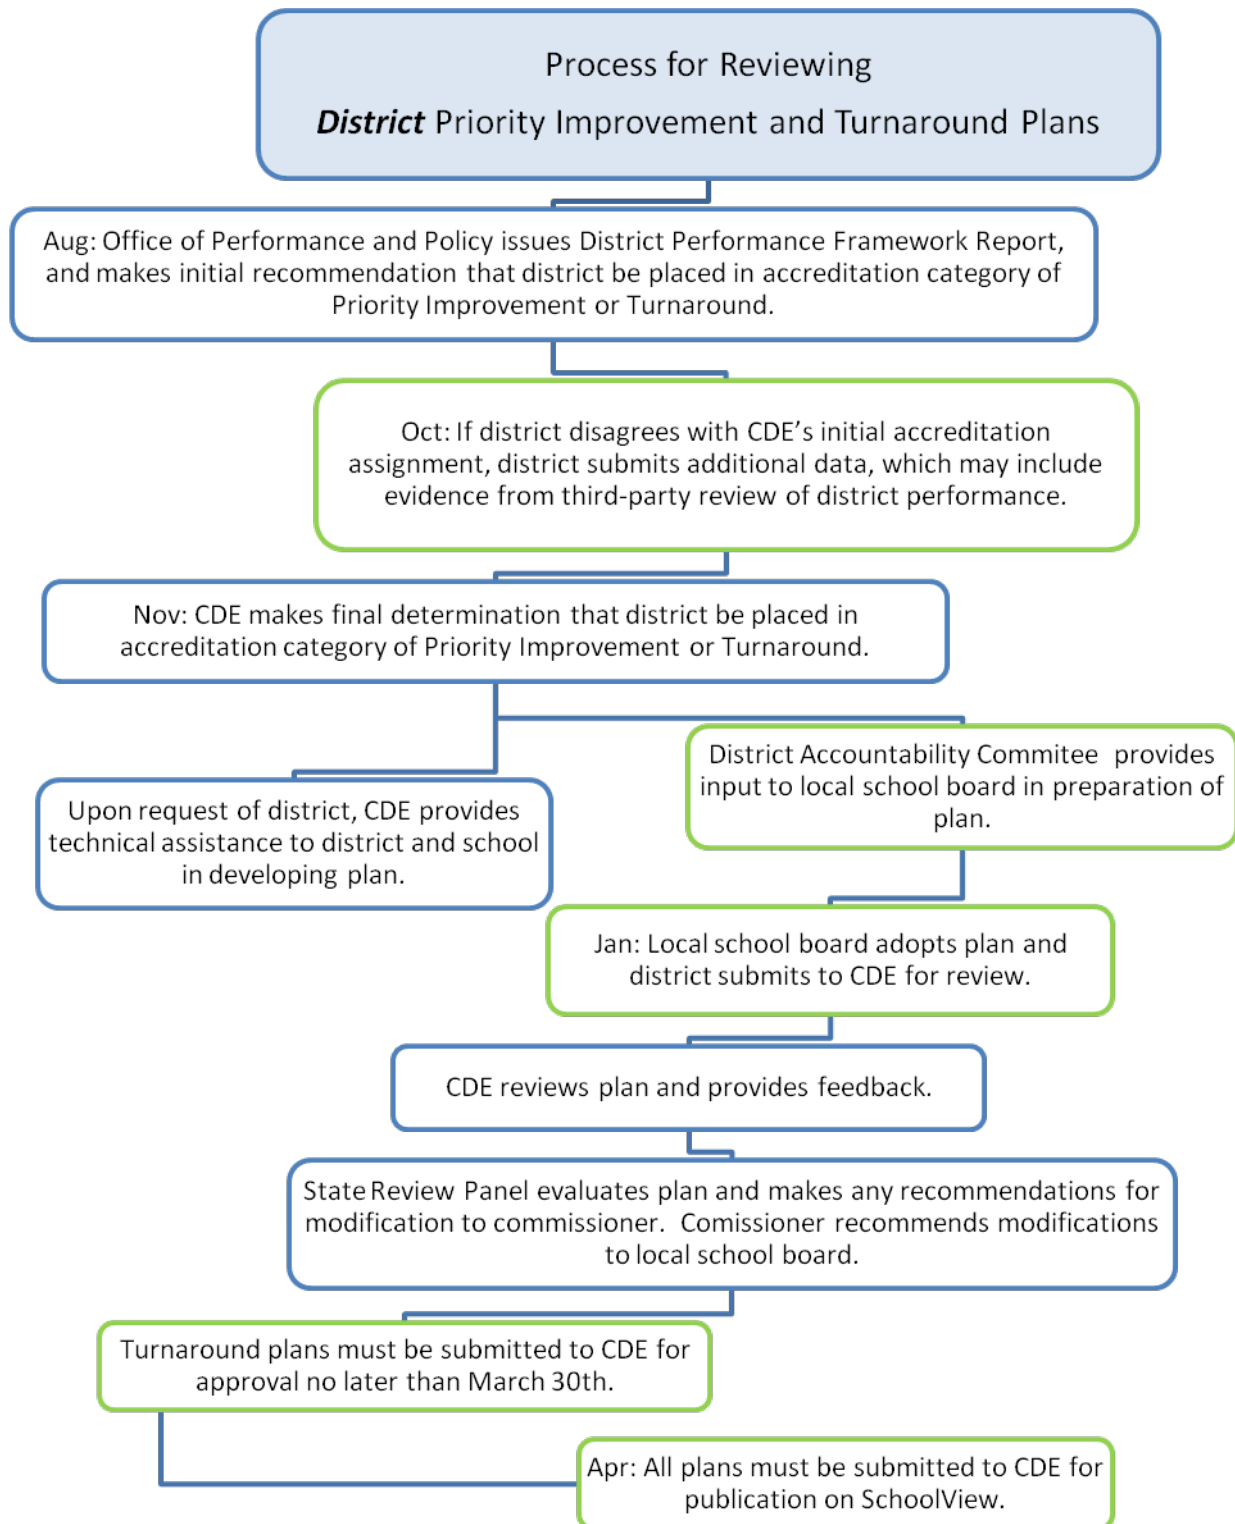 Process for Reviewing
District Priority Improvement and Turnaround Plans
Aug: Office of Performance and Policy issues District Performance Framework Report,
and makes initial recommendation that district be placed in accreditation category of
Priority Improvement or Turnaround.
Oct: If district disagrees with CDE’s initial accreditation
assignment, district submits additional data, which may include
evidence from third-party review of district performance.
Nov: CDE makes final determination that district be placed in
accreditation category of Priority Improvement or Turnaround.
District Accountability Commitee provides
input to local school board in preparation of
plan.
Upon request of district, CDE provides
technical assistance to district and school
in developing plan.
Jan: Local school board adopts plan and
district submits to CDE for review.
CDE reviews plan and provides feedback.
State Review Panel evaluates plan and makes any recommendations for
modification to commissioner. Comissioner recommends modifications
to local school board.
Turnaround plans must be submitted to CDE for
approval no later than March 30th.
Apr: All plans must be submitted to CDE for
publication on SchoolView.